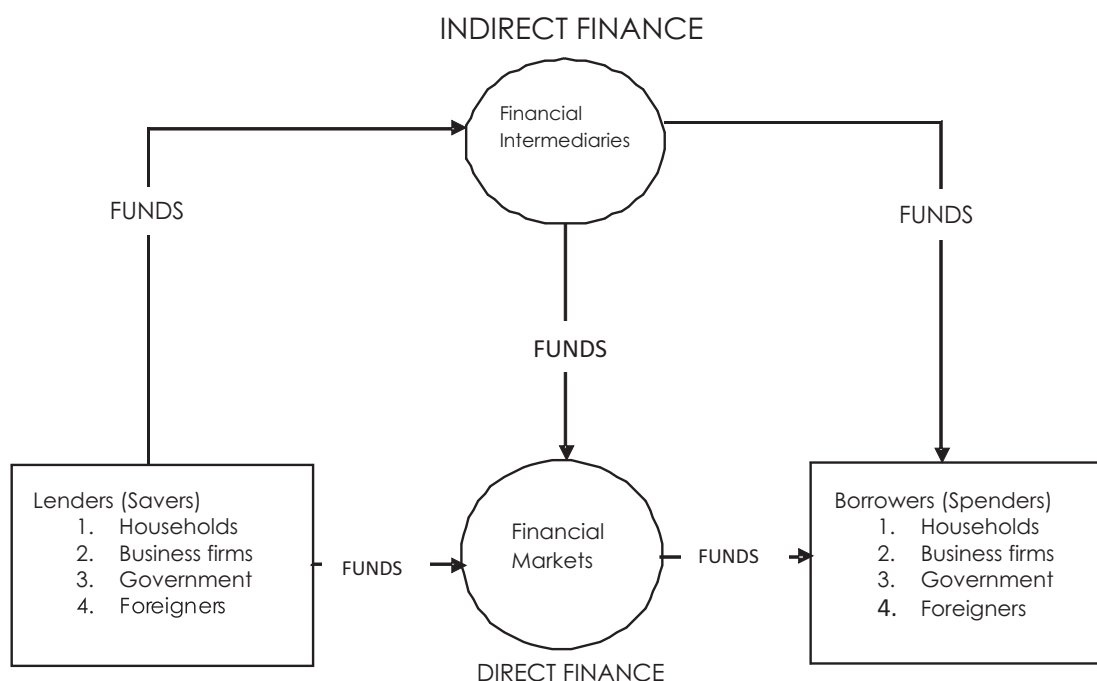 INDIRECT FINANCE
Financial
Intermediaries
FUNDS
FUNDS
FUNDS
Lenders (Savers)
1. Households
2. Business firms
3. Government
4. Foreigners
FUNDS
Financial
Markets
FUNDS
Borrowers (Spenders)
1. Households
2. Business firms
3. Government
4. Foreigners
DIRECT FINANCE